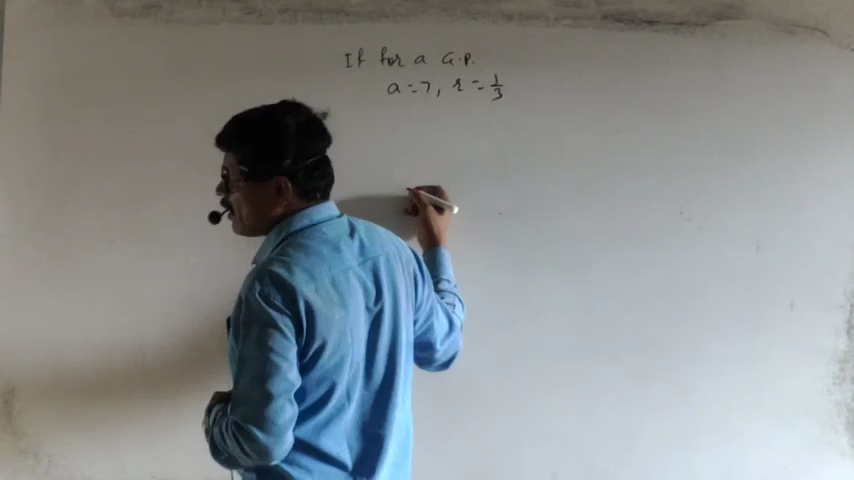 If for a G.P.
a=7, r=1/3